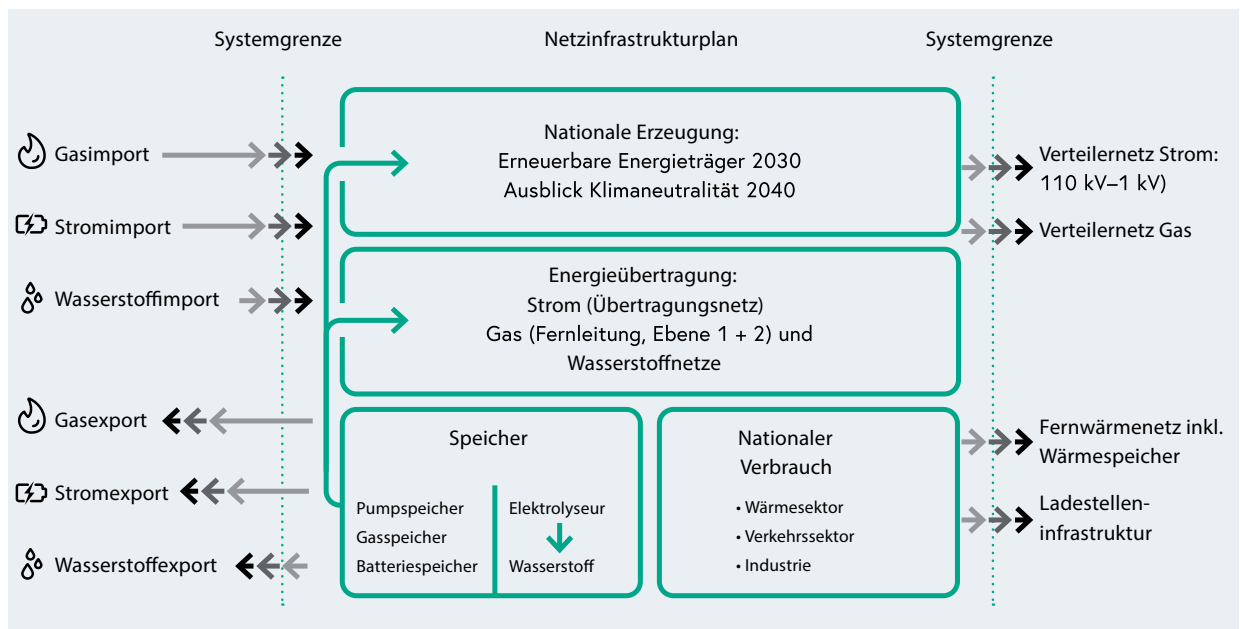 Systemgrenze
Netzinfrastrukturplan
Systemgrenze
Gasimport
Stromimport
Wasserstoffimport
Gasexport
Stromexport
Wasserstoffexport
Nationale Erzeugung:
Erneuerbare Energieträger 2030
Ausblick Klimaneutralität 2040
Energieübertragung:
Strom (Übertragungsnetz)
Gas (Fernleitung, Ebene 1 + 2) und
Wasserstoffnetze
Speicher
Pumpspeicher
Gasspeicher
Batteriespeicher
Elektrolyseur
Wasserstoff
Nationaler
Verbrauch
• Wärmesektor
• Verkehrssektor
• Industrie
Verteilernetz Strom:
110 kV–1 kV)
Verteilernetz Gas
Fernwärmenetz inkl.
Wärmespeicher
Ladestellen-
infrastruktur